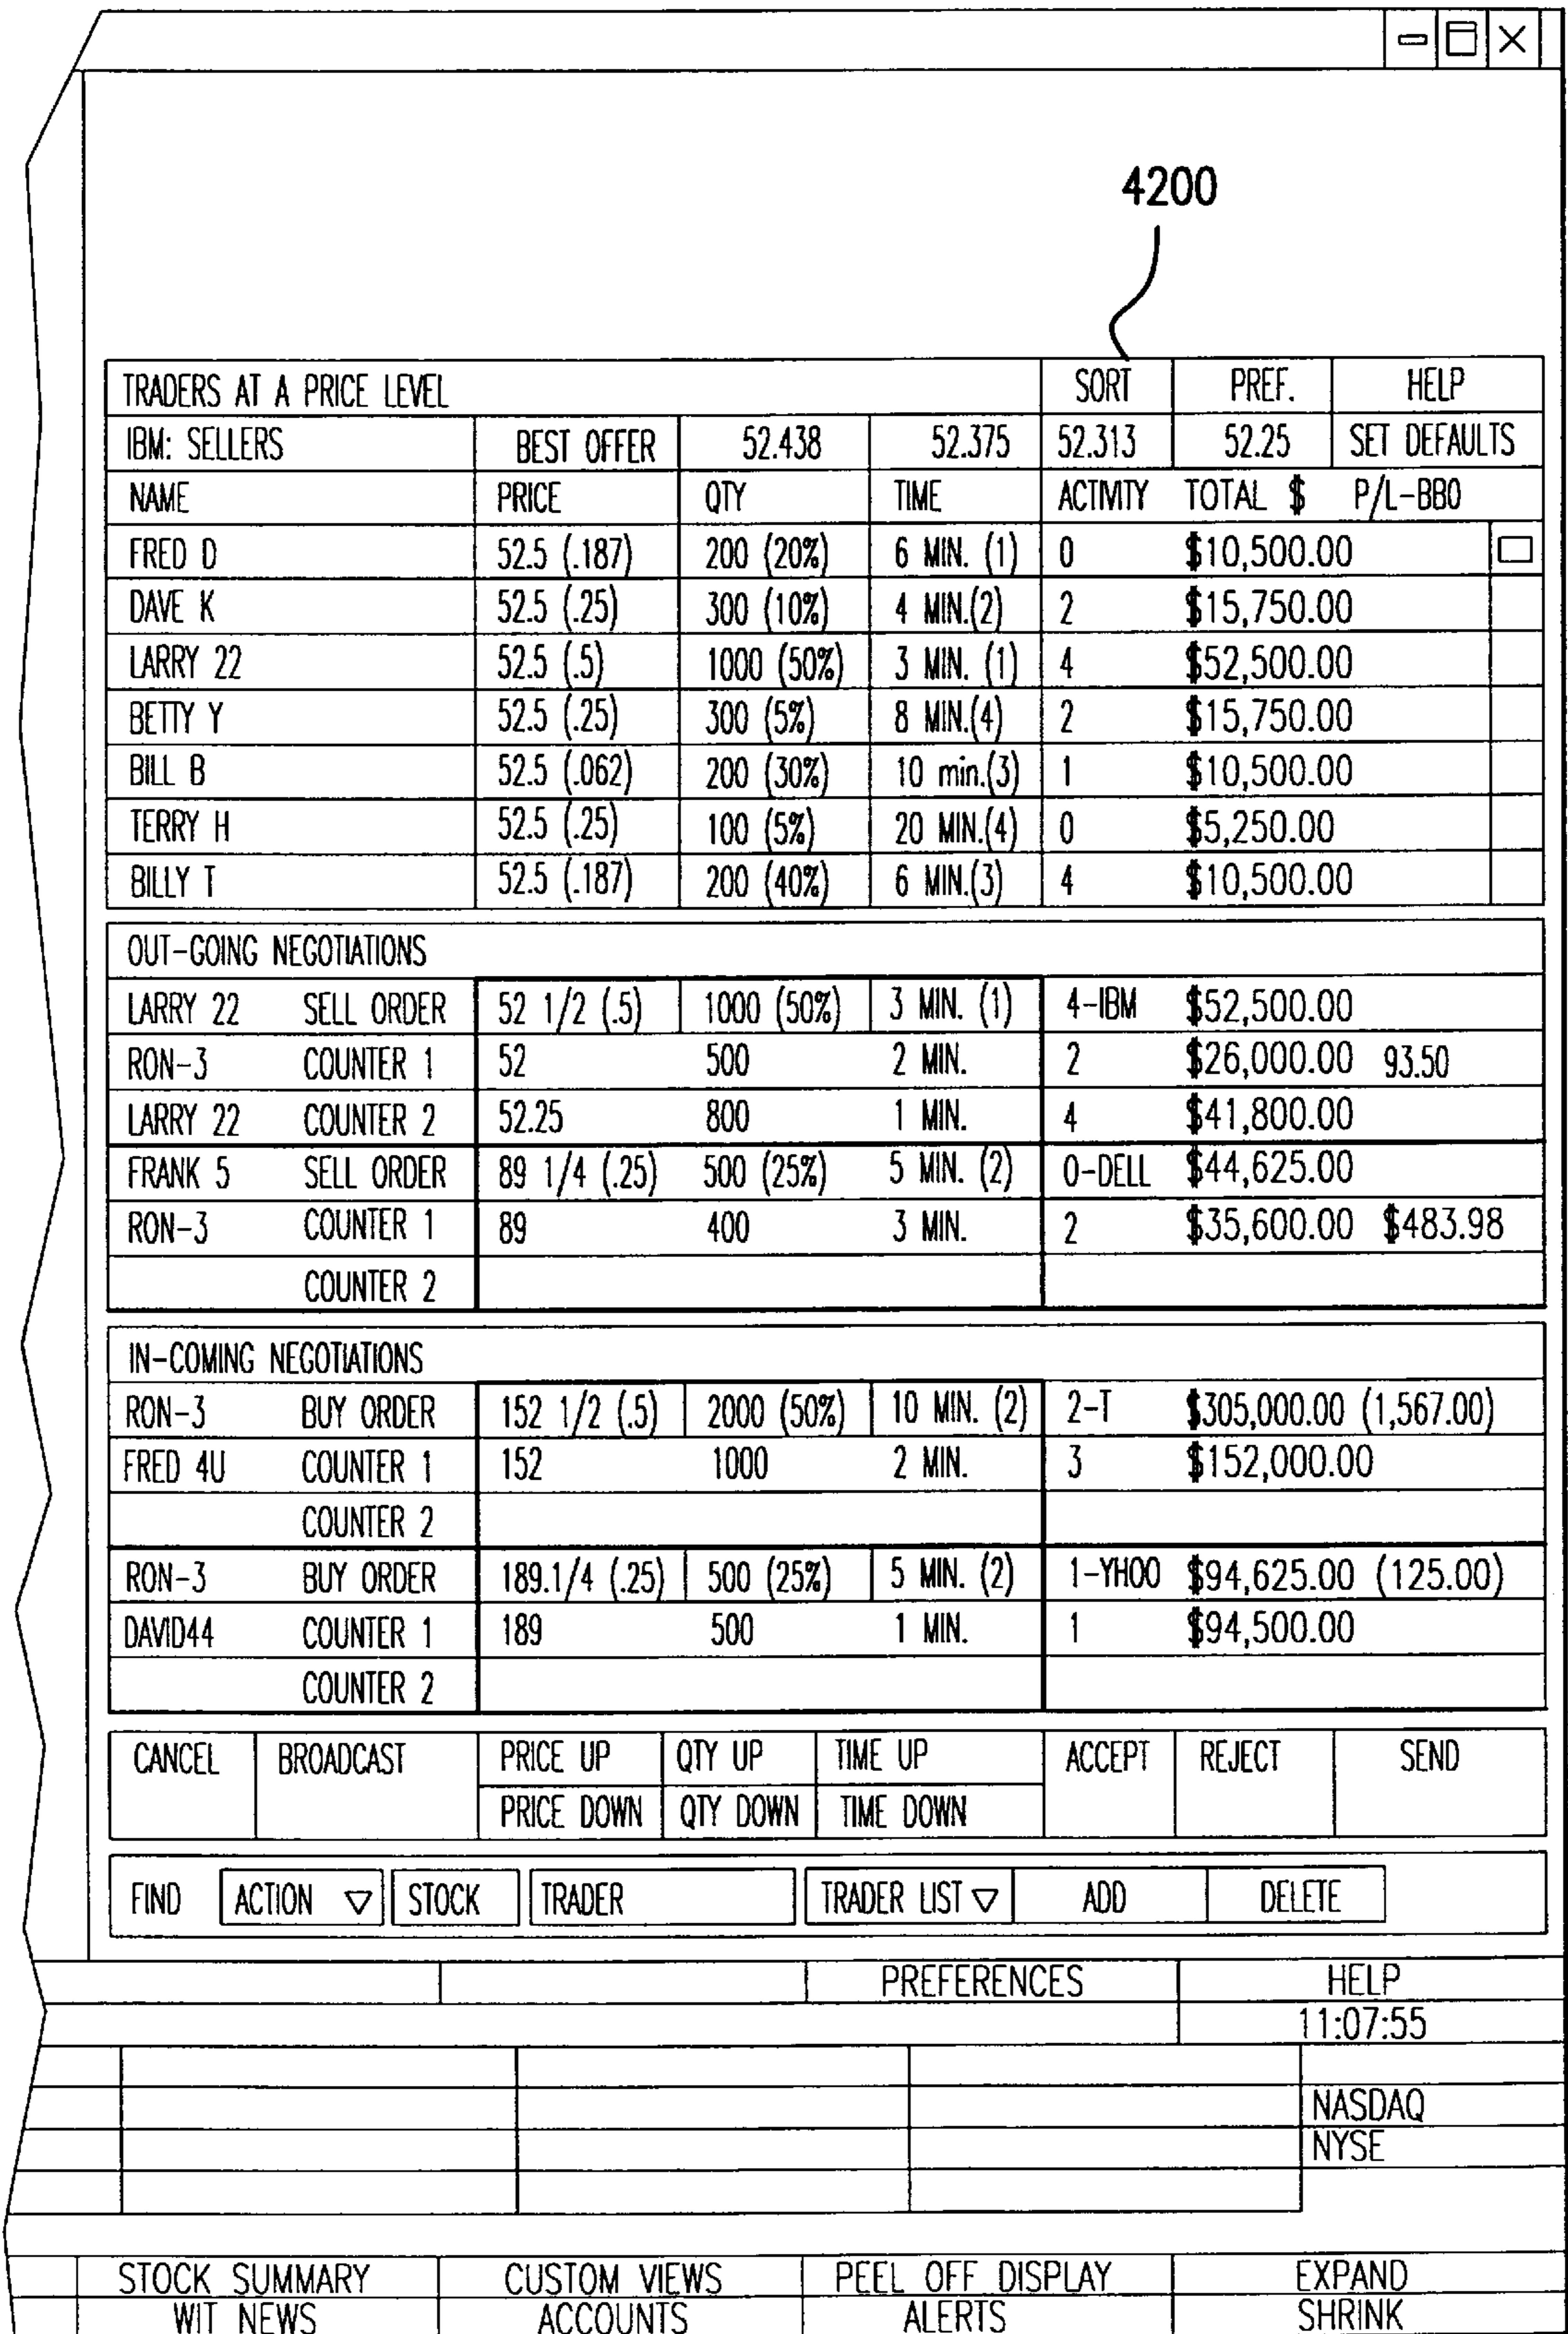 4200
TRADERS AT A PRICE LEVEL SORT PREF. HELP
IBM: SELLERS BEST OFFER 52.438 52.375 52.313 52.25 SET DEFAULTS
NAME PRICE QTY TIME ACTIVITY TOTAL $ P/L-BBO
FRED D 52.5 (.187) 200 (20%) 6 MIN. (1) 0 $10,500.00
DAVE K 52.5 (.25) 300 (10%) 4 MIN.(2) 2 $15,750.00
LARRY 22 52.5 (.5) 1000 (50%) 3 MIN. (1) 4 $52,500.00
BETTY Y 52.5 (.25) 300 (5%) 8 MIN.(4) 2 $15,750.00
BILL B 52.5 (.062) 200 (30%) 10 min.(3) 1 $10,500.00
TERRY H 52.5 (.25) 100 (5%) 20 MIN.(4) 0 $5,250.00
BILLY T 52.5 (.187) 200 (40%) 6 MIN.(3) 4 $10,500.00
OUT-GOING NEGOTIATIONS
LARRY 22 SELL ORDER 52 1/2 (.5) 1000 (50%) 3 MIN. (1) 4-IBM $52,500.00
RON-3 COUNTER 1 52 500 2 MIN. 2 $26,000.00 93.50
LARRY 22 COUNTER 2 52.25 800 1 MIN. 4 $41,800.00
FRANK 5 SELL ORDER 89 1/4 (.25) 500 (25%) 5 MIN. (2) 0-DELL $44,625.00
RON-3 COUNTER 1 89 400 3 MIN. 2 $35,600.00 $483.98
COUNTER 2
IN-COMING NEGOTIATIONS
RON-3 BUY ORDER 152 1/2 (.5) 2000 (50%) 10 MIN. (2) 2-T $305,000.00 (1,567.00)
FRED 4U COUNTER 1 152 1000 2 MIN. 3 $152,000.00
COUNTER 2
RON-3 BUY ORDER 189.1/4 (.25) 500 (25%) 5 MIN. (2) 1-YHOO $94,625.00 (125.00)
DAVID44 COUNTER 1 189 500 1 MIN. 1 $94,500.00
COUNTER 2
CANCEL BROADCAST PRICE UP QTY UP TIME UP ACCEPT REJECT SEND
PRICE DOWN QTY DOWN TIME DOWN
FIND ACTION STOCK TRADER TRADER LIST ADD DELETE
PREFERENCES HELP
11:07:55
NASDAQ
NYSE
STOCK SUMMARY CUSTOM VIEWS PEEL OFF DISPLAY EXPAND
WIT NEWS ACCOUNTS ALERTS SHRINK